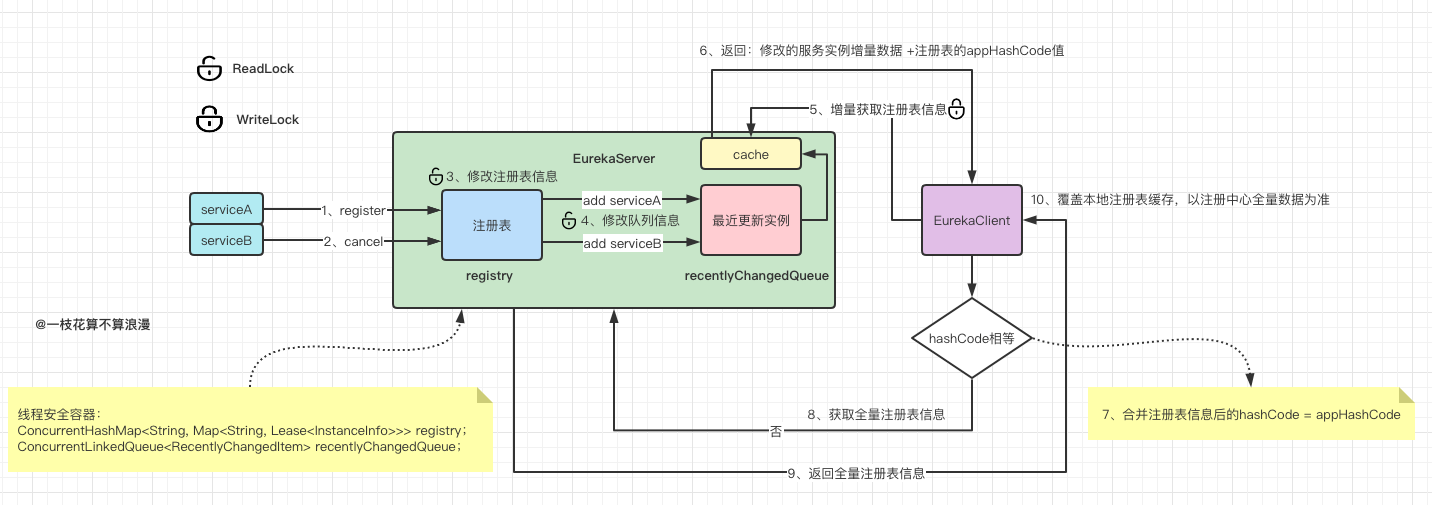 6、返回：修改的服务实例增量数据 +注册表的appHashCode值
ReadLock
5、增量获取注册表信息
WriteLock
EurekaServer
cache
3、修改注册表信息
serviceA
1、register
add serviceA
10、覆盖本地注册表缓存，以注册中心全量数据为准
注册表
4、修改队列信息
最近更新实例
EurekaClient
serviceB
2、cancel
add serviceB
registry
recentlyChangedQueue
@一枝花算不算浪漫
hashCode相等
线程安全容器：
ConcurrentHashMap<String, Map<String, Lease<InstanceInfo>>> registry；
ConcurrentLinkedQueue<RecentlyChangedItem> recentlyChangedQueue；
8、获取全量注册表信息
7、合并注册表信息后的hashCode = appHashCode
否
9、返回全量注册表信息